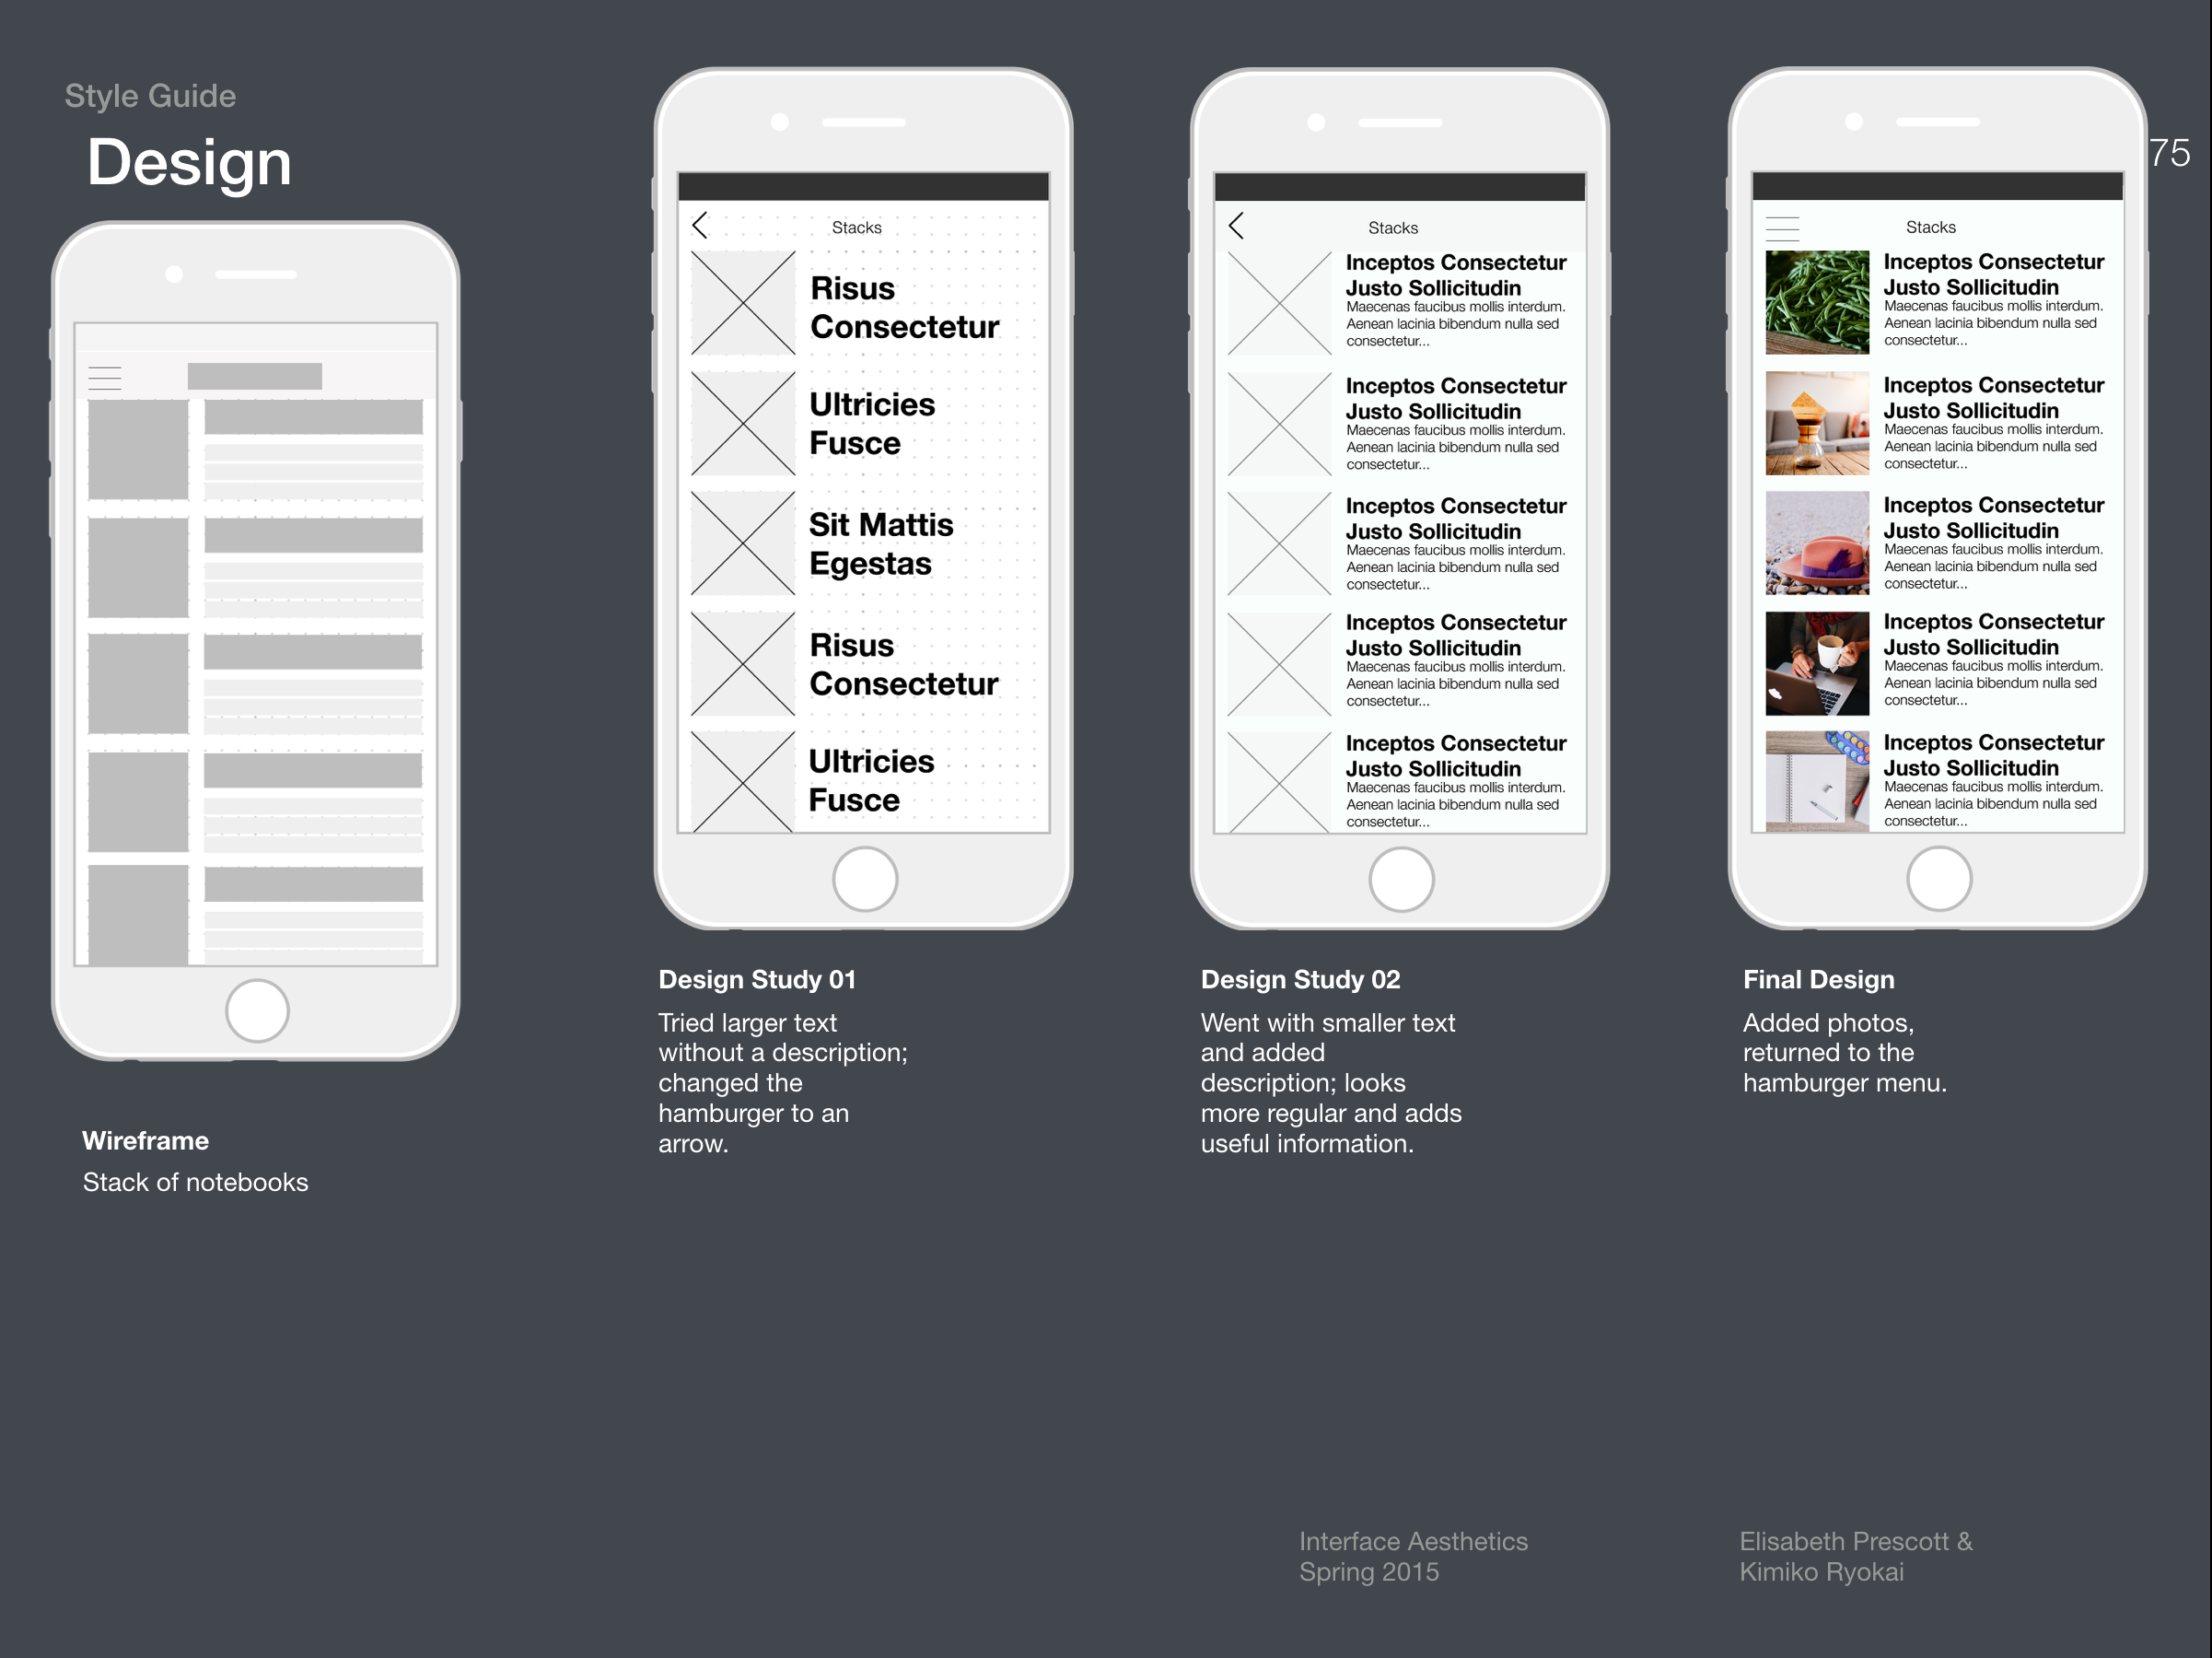 Style Guide
Design
75
Wireframe
Stack of notebooks
Stacks
Risus
Consectetur
Ultricies
Fusce
Sit Mattis
Egestas
Risus
Consectetur
Ultricies
Fusce
Design Study 01
Tried larger text
without a description;
changed the
hamburger to an
arrow.
Stacks
Inceptos Consectetur
Justo Sollicitudin
Maecenas faucibus mollis interdum.
Aenean lacinia bibendum nulla sed
consectetur...
Inceptos Consectetur
Justo Sollicitudin
Maecenas faucibus mollis interdum.
Aenean lacinia bibendum nulla sed
consectetur...
Inceptos Consectetur
Justo Sollicitudin
Maecenas faucibus mollis interdum.
Aenean lacinia bibendum nulla sed
consectetur...
Inceptos Consectetur
Justo Sollicitudin
Maecenas faucibus mollis interdum.
Aenean lacinia bibendum nulla sed
consectetur...
Inceptos Consectetur
Justo Sollicitudin
Maecenas faucibus mollis interdum.
Aenean lacinia bibendum nulla sed
consectetur...
Design Study 02
Went with smaller text
and added
description; looks
more regular and adds
useful information.
Stacks
Inceptos Consectetur
Justo Sollicitudin
Maecenas faucibus mollis interdum.
Aenean lacinia bibendum nulla sed
consectetur...
Inceptos Consectetur
Justo Sollicitudin
Maecenas faucibus mollis interdum.
Aenean lacinia bibendum nulla sed
consectetur...
Inceptos Consectetur
Justo Sollicitudin
Maecenas faucibus mollis interdum.
Aenean lacinia bibendum nulla sed
consectetur...
Inceptos Consectetur
Justo Sollicitudin
Maecenas faucibus mollis interdum.
Aenean lacinia bibendum nulla sed
consectetur...
Inceptos Consectetur
Justo Sollicitudin
Maecenas faucibus mollis interdum.
Aenean lacinia bibendum nulla sed
consectetur...
Final Design
Added photos,
returned to the
hamburger menu.
Interface Aesthetics
Spring 2015
Elisabeth Prescott &
Kimiko Ryokai